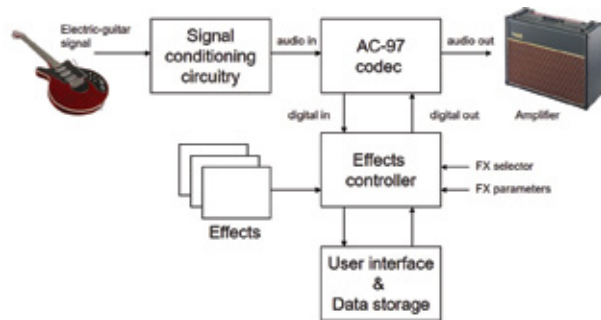 Electric-guitar
signal
Signal
conditioning
circuitry
audio in
AC-97
codec
audio out
Amplifier
digital in
digital out
Effects
controller
FX selector
FX parameters
Effects
User interface
&
Data storage